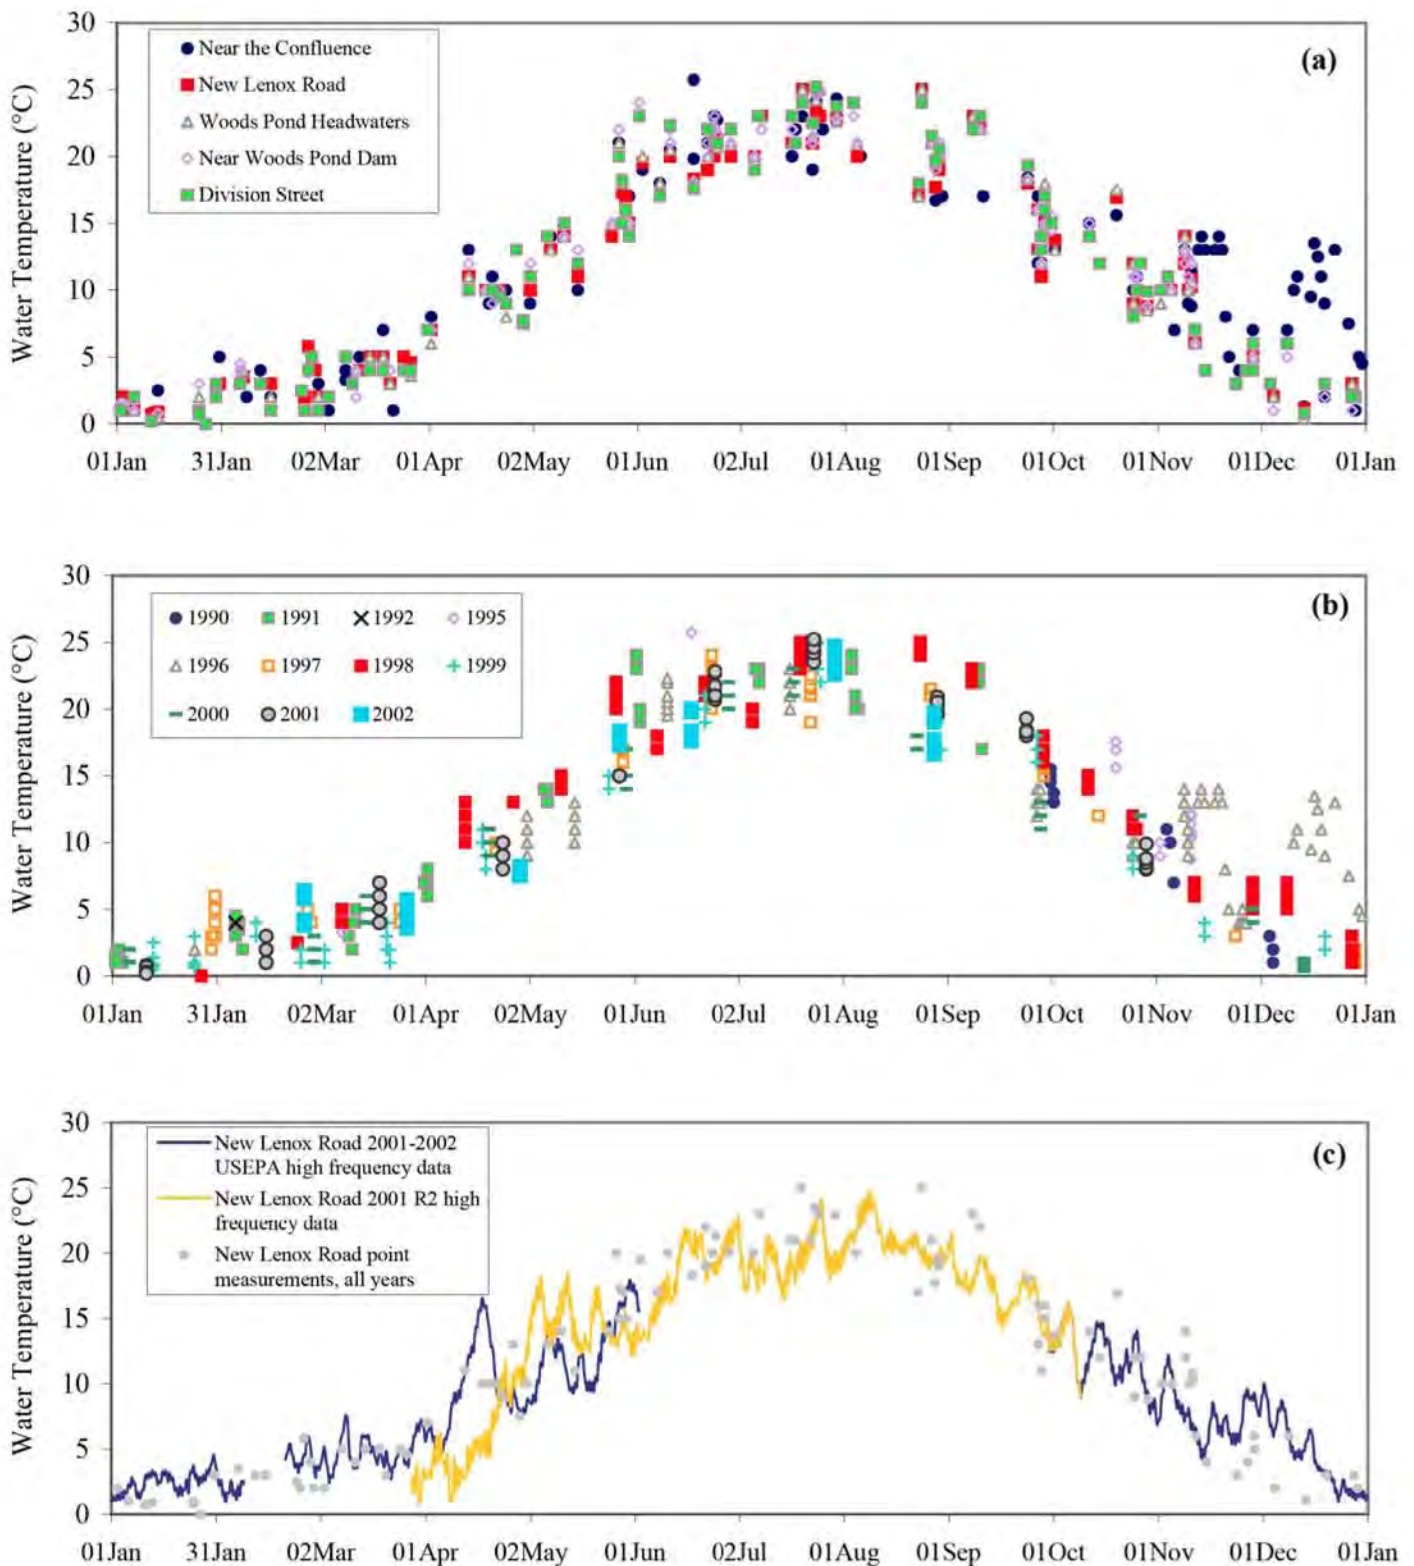 (a)
Water Temperature (°C)
30
25
20
15
10
5
0
Near the Confluence
New Lenox Road
Woods Pond Headwaters
Near Woods Pond Dam
Division Street
01Jan 31Jan 02Mar 01Apr 02May 01Jun 02Jul 01Aug 01Sep 01Oct 01Nov 01Dec 01Jan
(b)
Water Temperature (°C)
30
25
20
15
10
5
0
1990 1991 1992 1995
1996 1997 1998 1999
2000 2001 2002
01Jan 31Jan 02Mar 01Apr 02May 01Jun 02Jul 01Aug 01Sep 01Oct 01Nov 01Dec 01Jan
(c)
Water Temperature (°C)
30
25
20
15
10
5
0
New Lenox Road 2001-2002
USEPA high frequency data
New Lenox Road 2001 R2 high
frequency data
New Lenox Road point
measurements, all years
01Jan 31Jan 02Mar 01Apr 02May 01Jun 02Jul 01Aug 01Sep 01Oct 01Nov 01Dec 01Jan